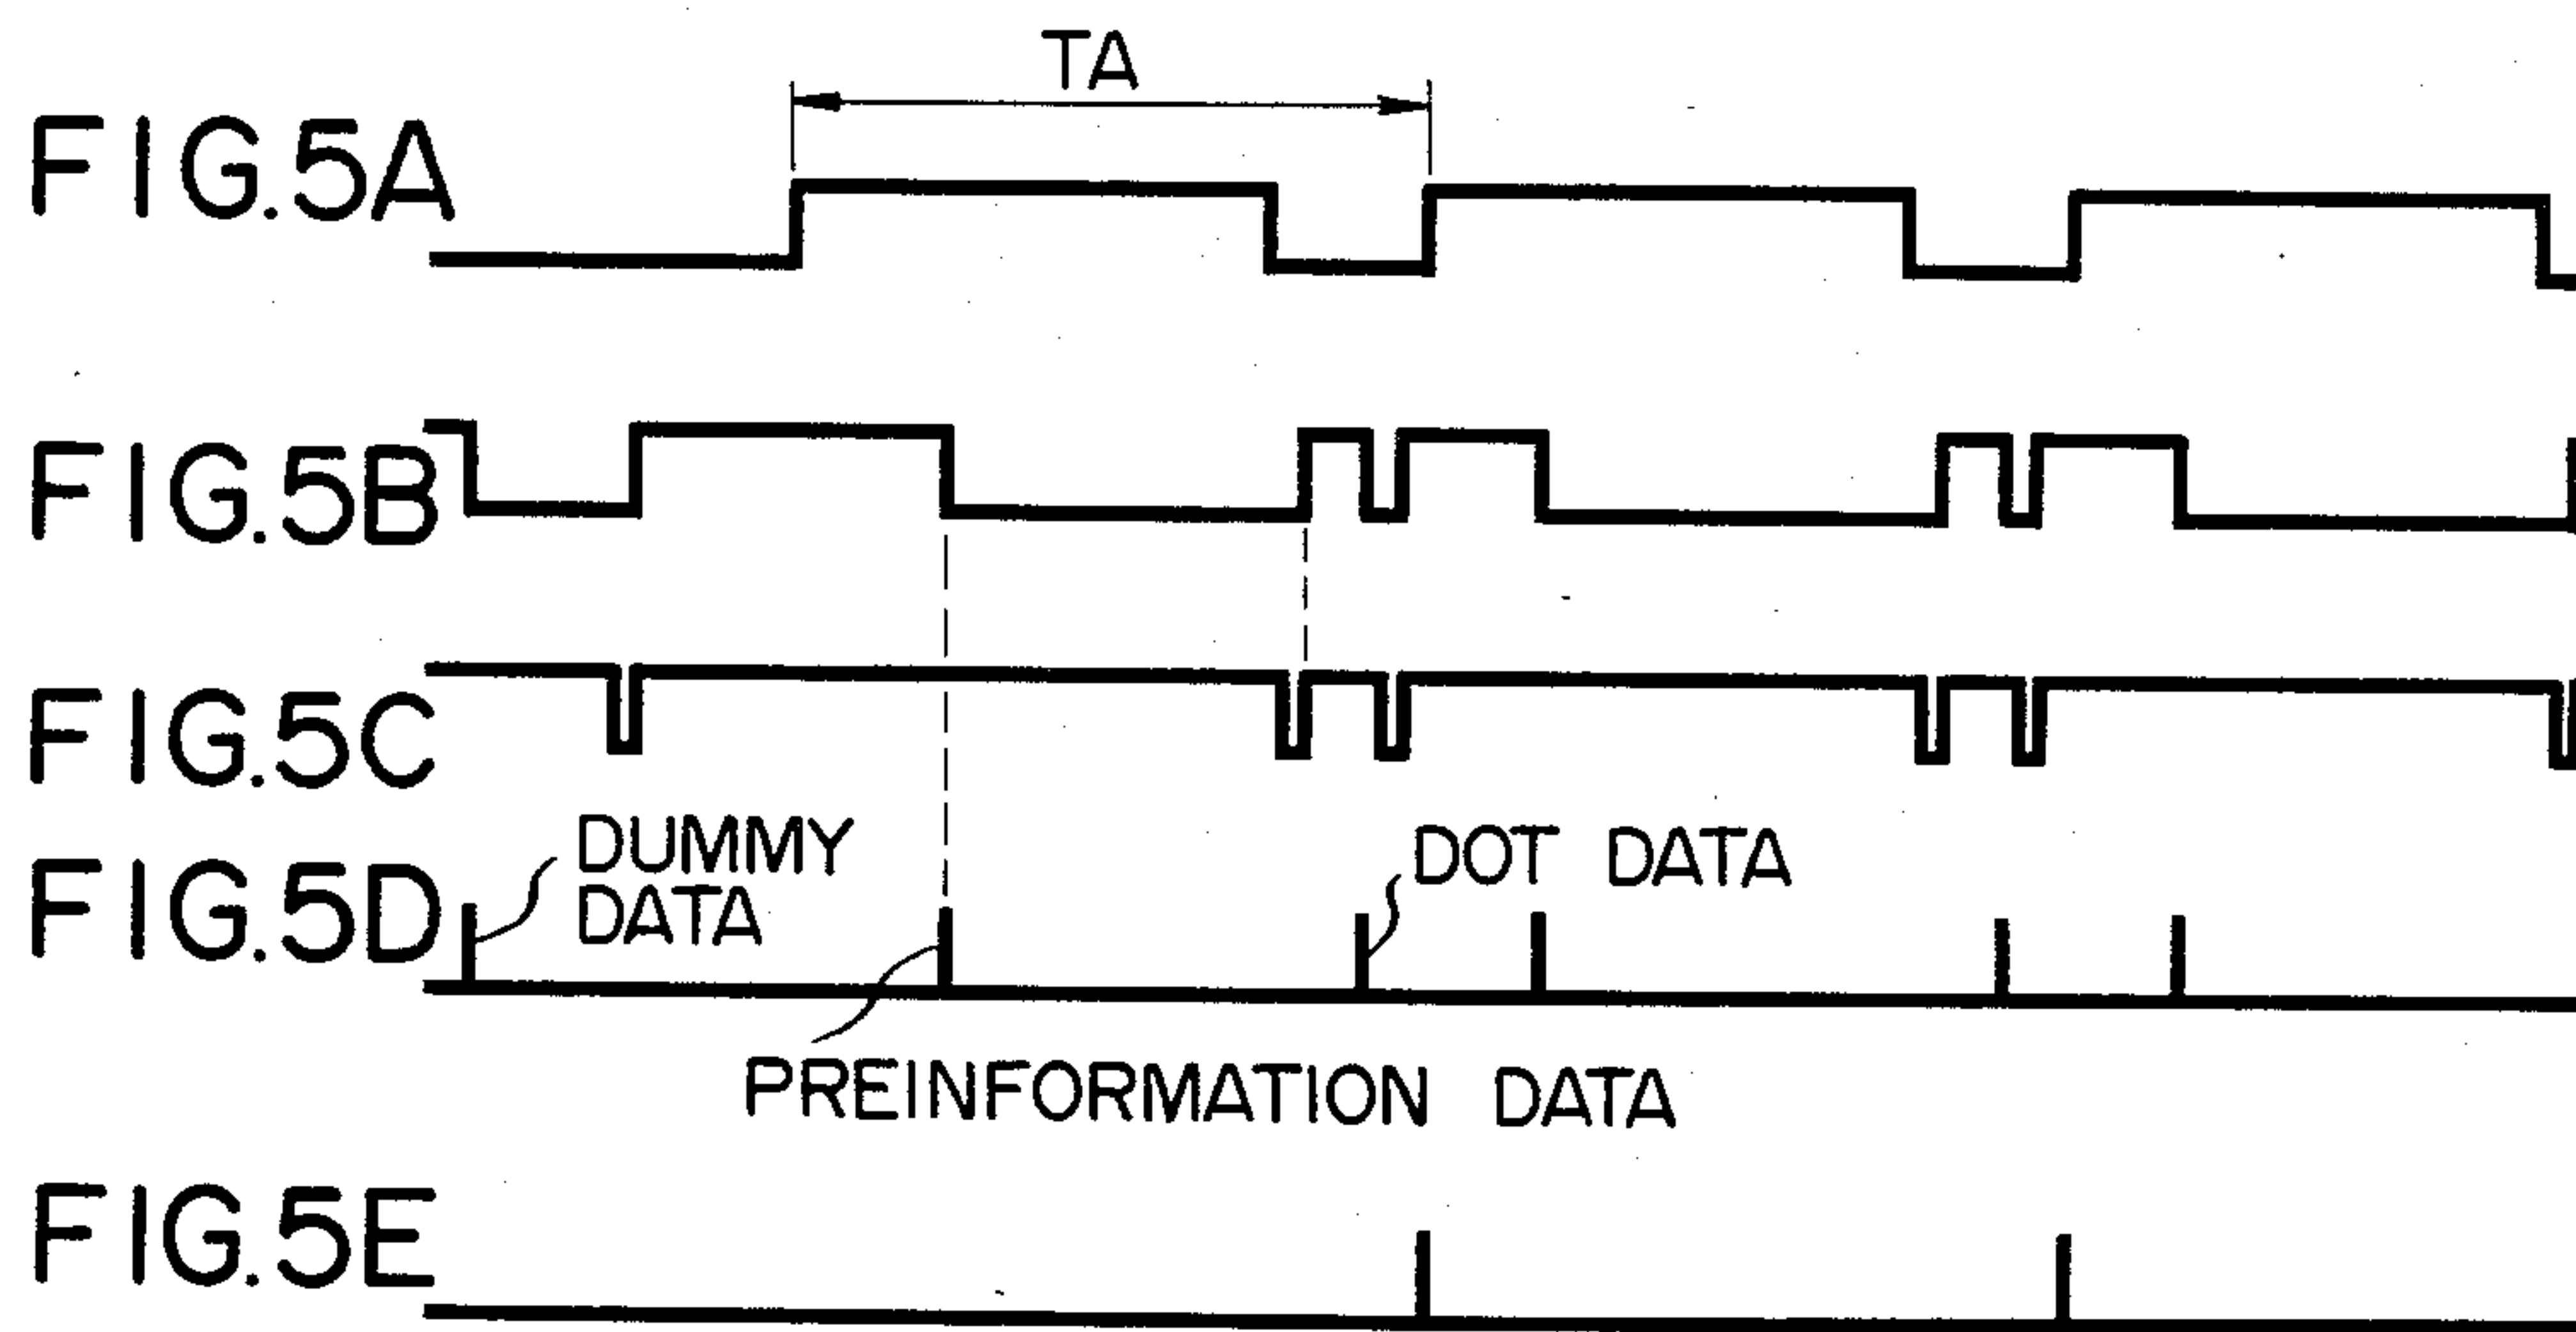 TA
FIG.5A
FIG.5B
FIG.5C
FIG.5D
DUMMY
DATA
DOT DATA
PREINFORMATION DATA
FIG.5E